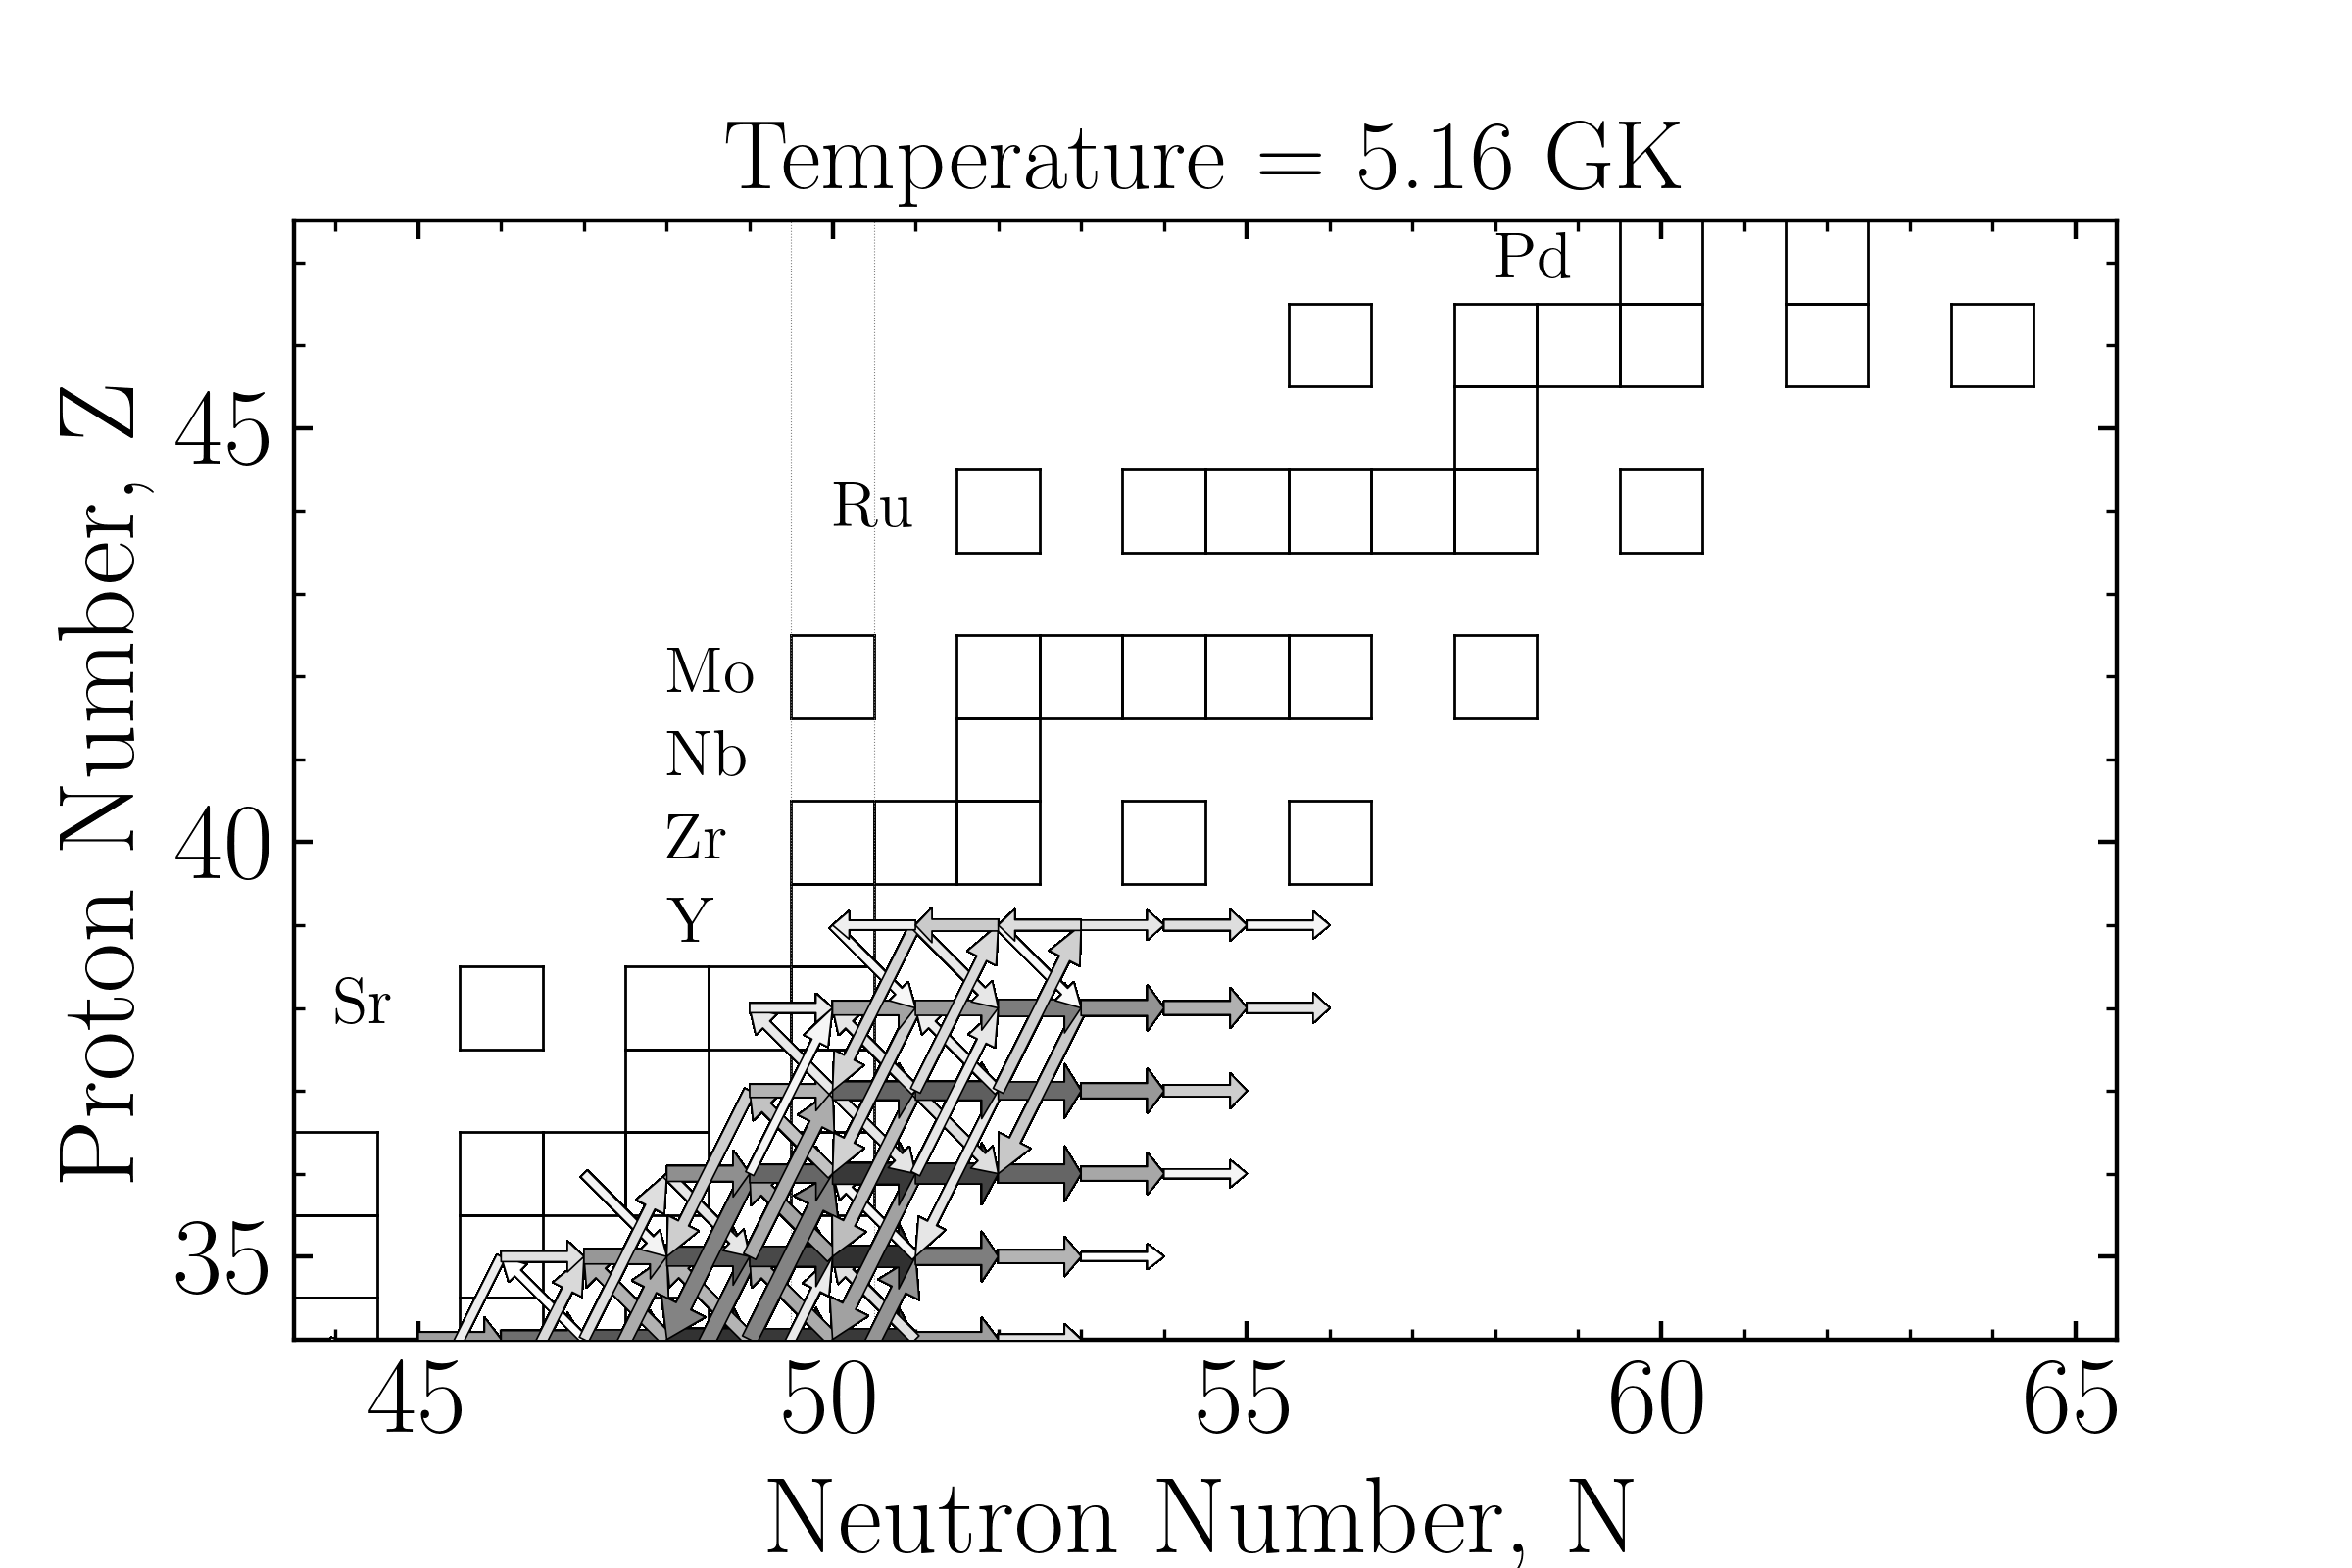 Temperature = 5.16 GK
Pd
45
Ru
Mo
Nb
Zr
40
Y
Sr
35
Proton Number, Z
45 50 55 60 65
Neutron Number, N